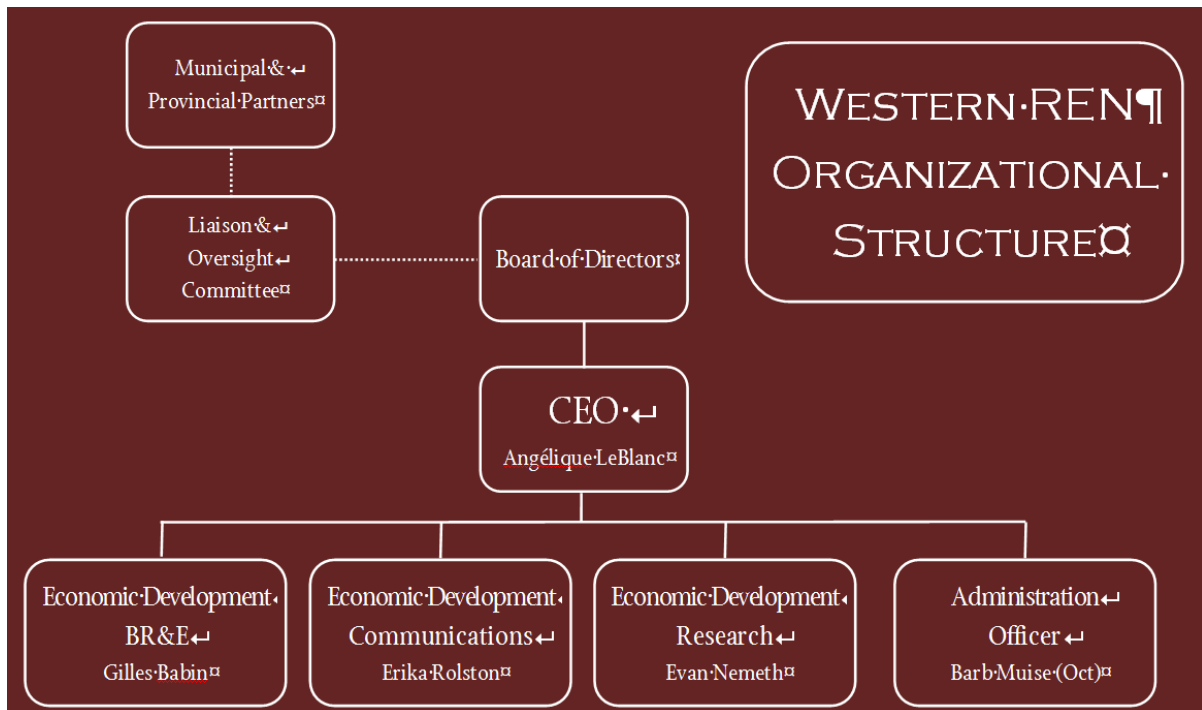 Municipal & 
Provincial Partners
WESTERN REN
ORGANIZATIONAL
STRUCTURE
Liaison &
Oversight
Committee
Board of Directors
CEO
Angélique LeBlanc
Economic Development
BR&E
Gilles Babin
Economic Development
Communications
Erika Rolston
Economic Development
Research
Evan Nemeth
Administration
Officer
Barb Muise (Oct)